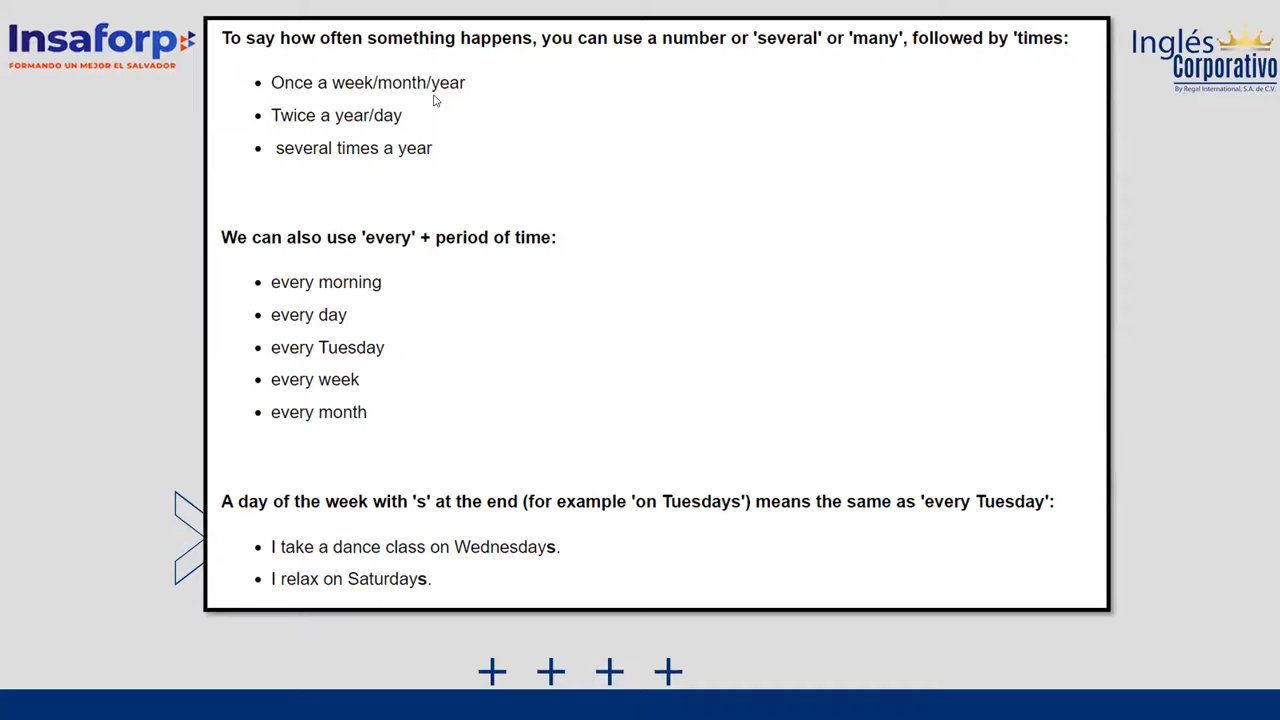 Insaforp
FORMANDO UN MEJOR EL SALVADOR
Inglés
Corporativo
By Regal International, S.A. de C.V.
To say how often something happens, you can use a number or 'several' or 'many', followed by 'times:
• Once a week/month/year
• Twice a year/day
• several times a year
We can also use 'every' + period of time:
• every morning
• every day
• every Tuesday
• every week
• every month
A day of the week with 's' at the end (for example 'on Tuesdays') means the same as 'every Tuesday':
• I take a dance class on Wednesdays.
• I relax on Saturdays.